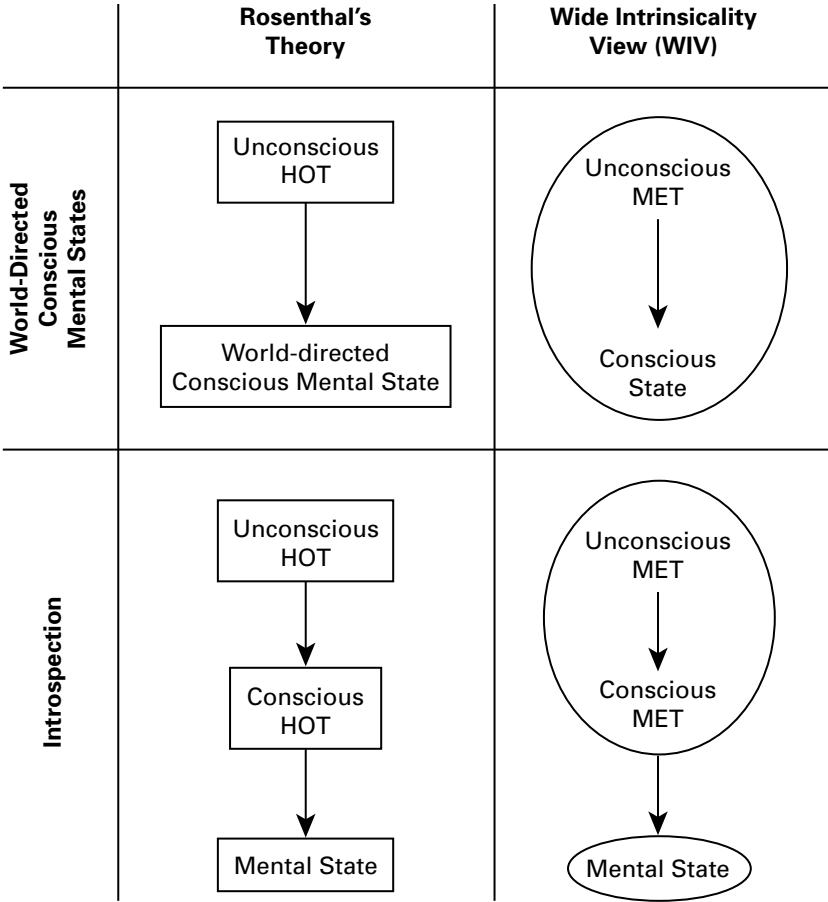 Rosenthal's
Theory
Wide Intrinsicality
View (WIV)
World-Directed
Conscious
Mental States
Unconscious
HOT
World-directed
Conscious Mental State
Unconscious
MET
Conscious
State
Introspection
Unconscious
HOT
Conscious
HOT
Mental State
Unconscious
MET
Conscious
MET
Mental State